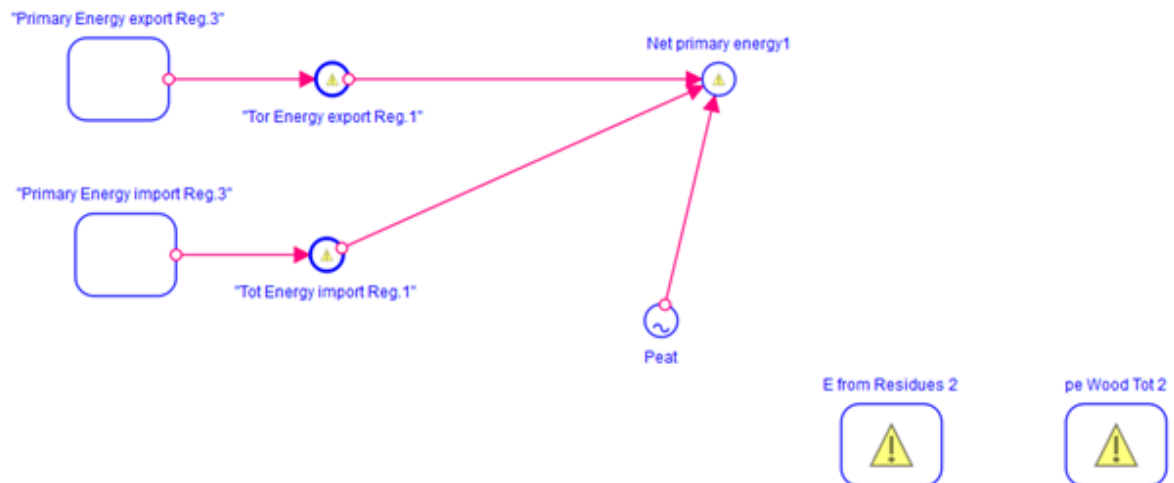 "Primary Energy export Reg.3"
Net primary energy1
"Tor Energy export Reg.1"
"Primary Energy import Reg.3"
"Tot Energy import Reg.1"
Peat
E from Residues 2
pe Wood Tot 2